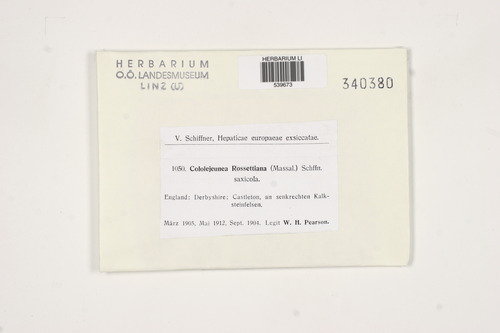 HERBARIUM
O.Ö. LANDESMUSEUM
LINZ (LI)
HERBARIUM LI
539673
340380
V. Schiffner, Hepaticae europaeae exsiccatae.
1050. Cololejeunea Rossettiana (Massal.) Schffn.
saxicola.
England: Derbyshire; Castleton, an senkrechten Kalk-
steinfelsen.
März 1903, Mai 1912, Sept. 1904. Legit W. H. Pearson.